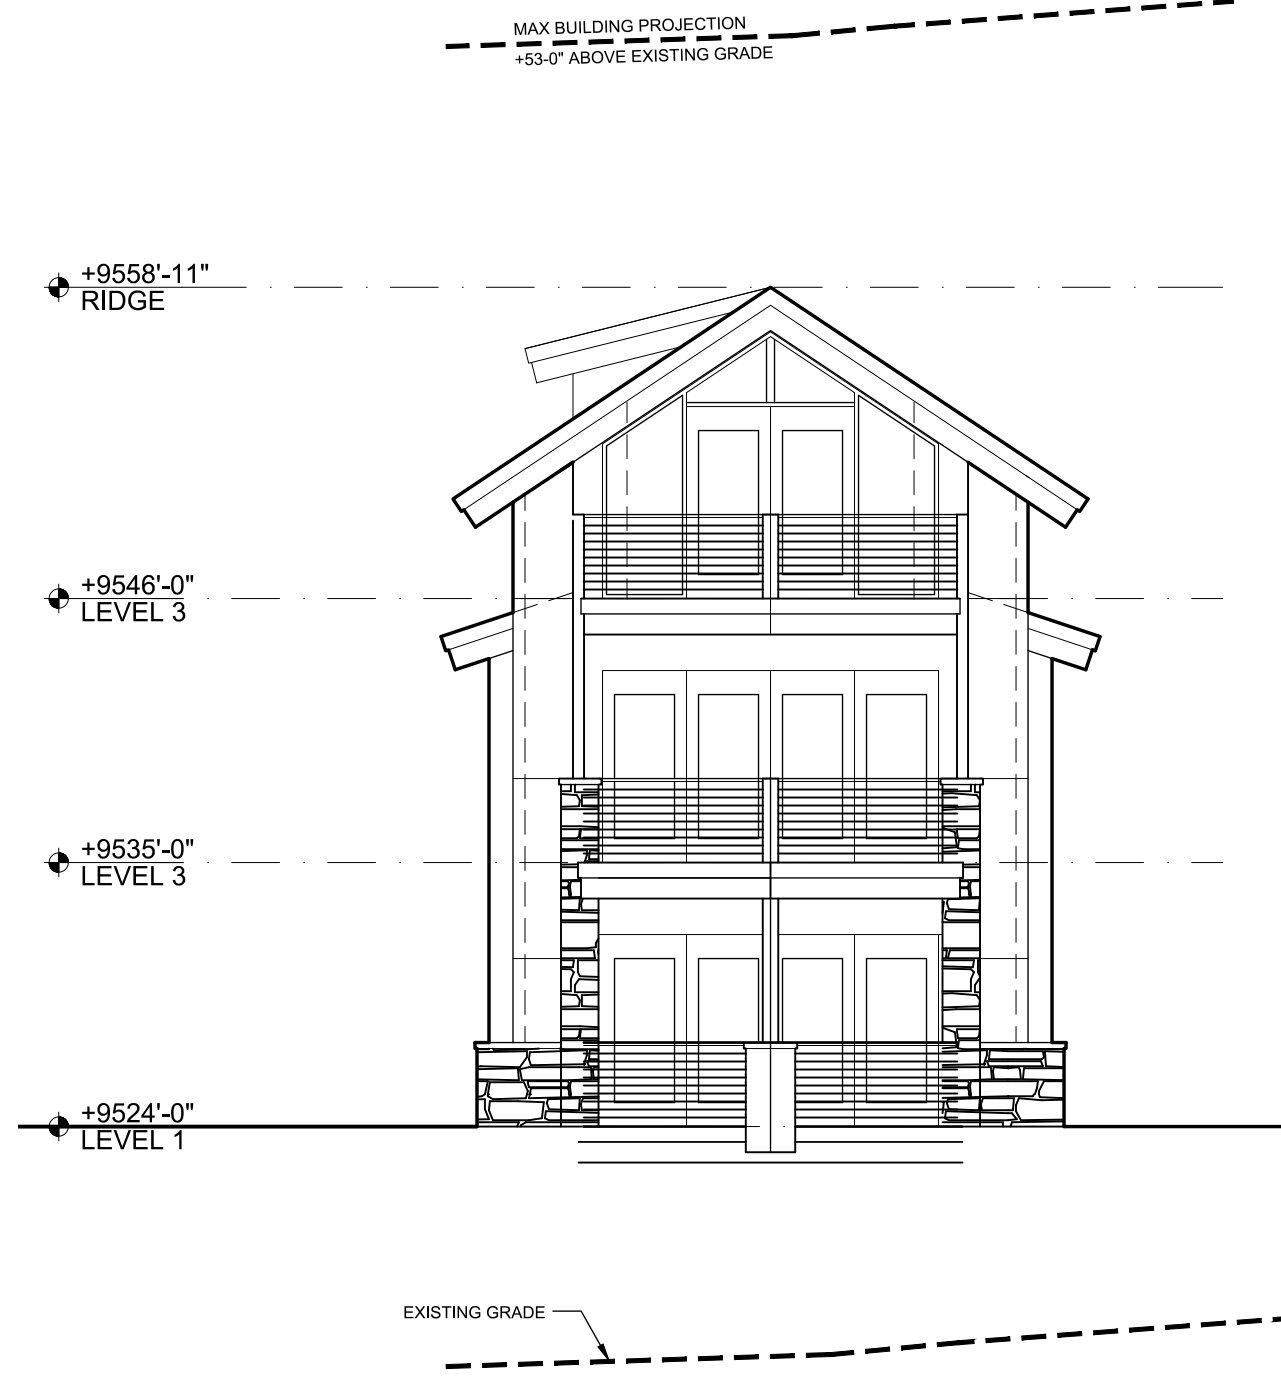 MAX BUILDING PROJECTION
+53-0" ABOVE EXISTING GRADE
+9558'-11"
RIDGE
+9546'-0"
LEVEL 3
+9535'-0"
LEVEL 3
+9524'-0"
LEVEL 1
EXISTING GRADE